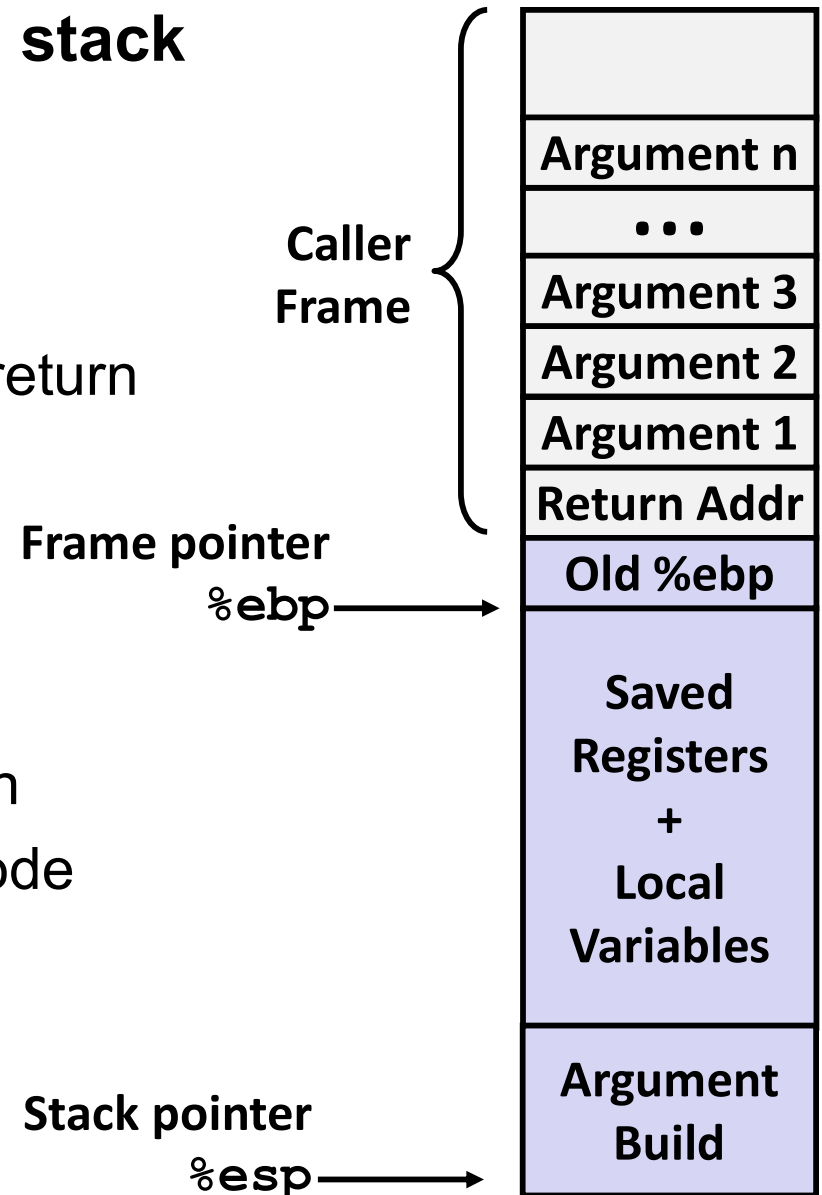 stack
Argument n
...
Caller
Frame
Argument 3
return
Argument 2
Argument 1
Return Addr
Frame pointer
%ebp
Old %ebp
Saved
Registers
+
Local
Variables
n
ode
Argument
Build
Stack pointer
%esp